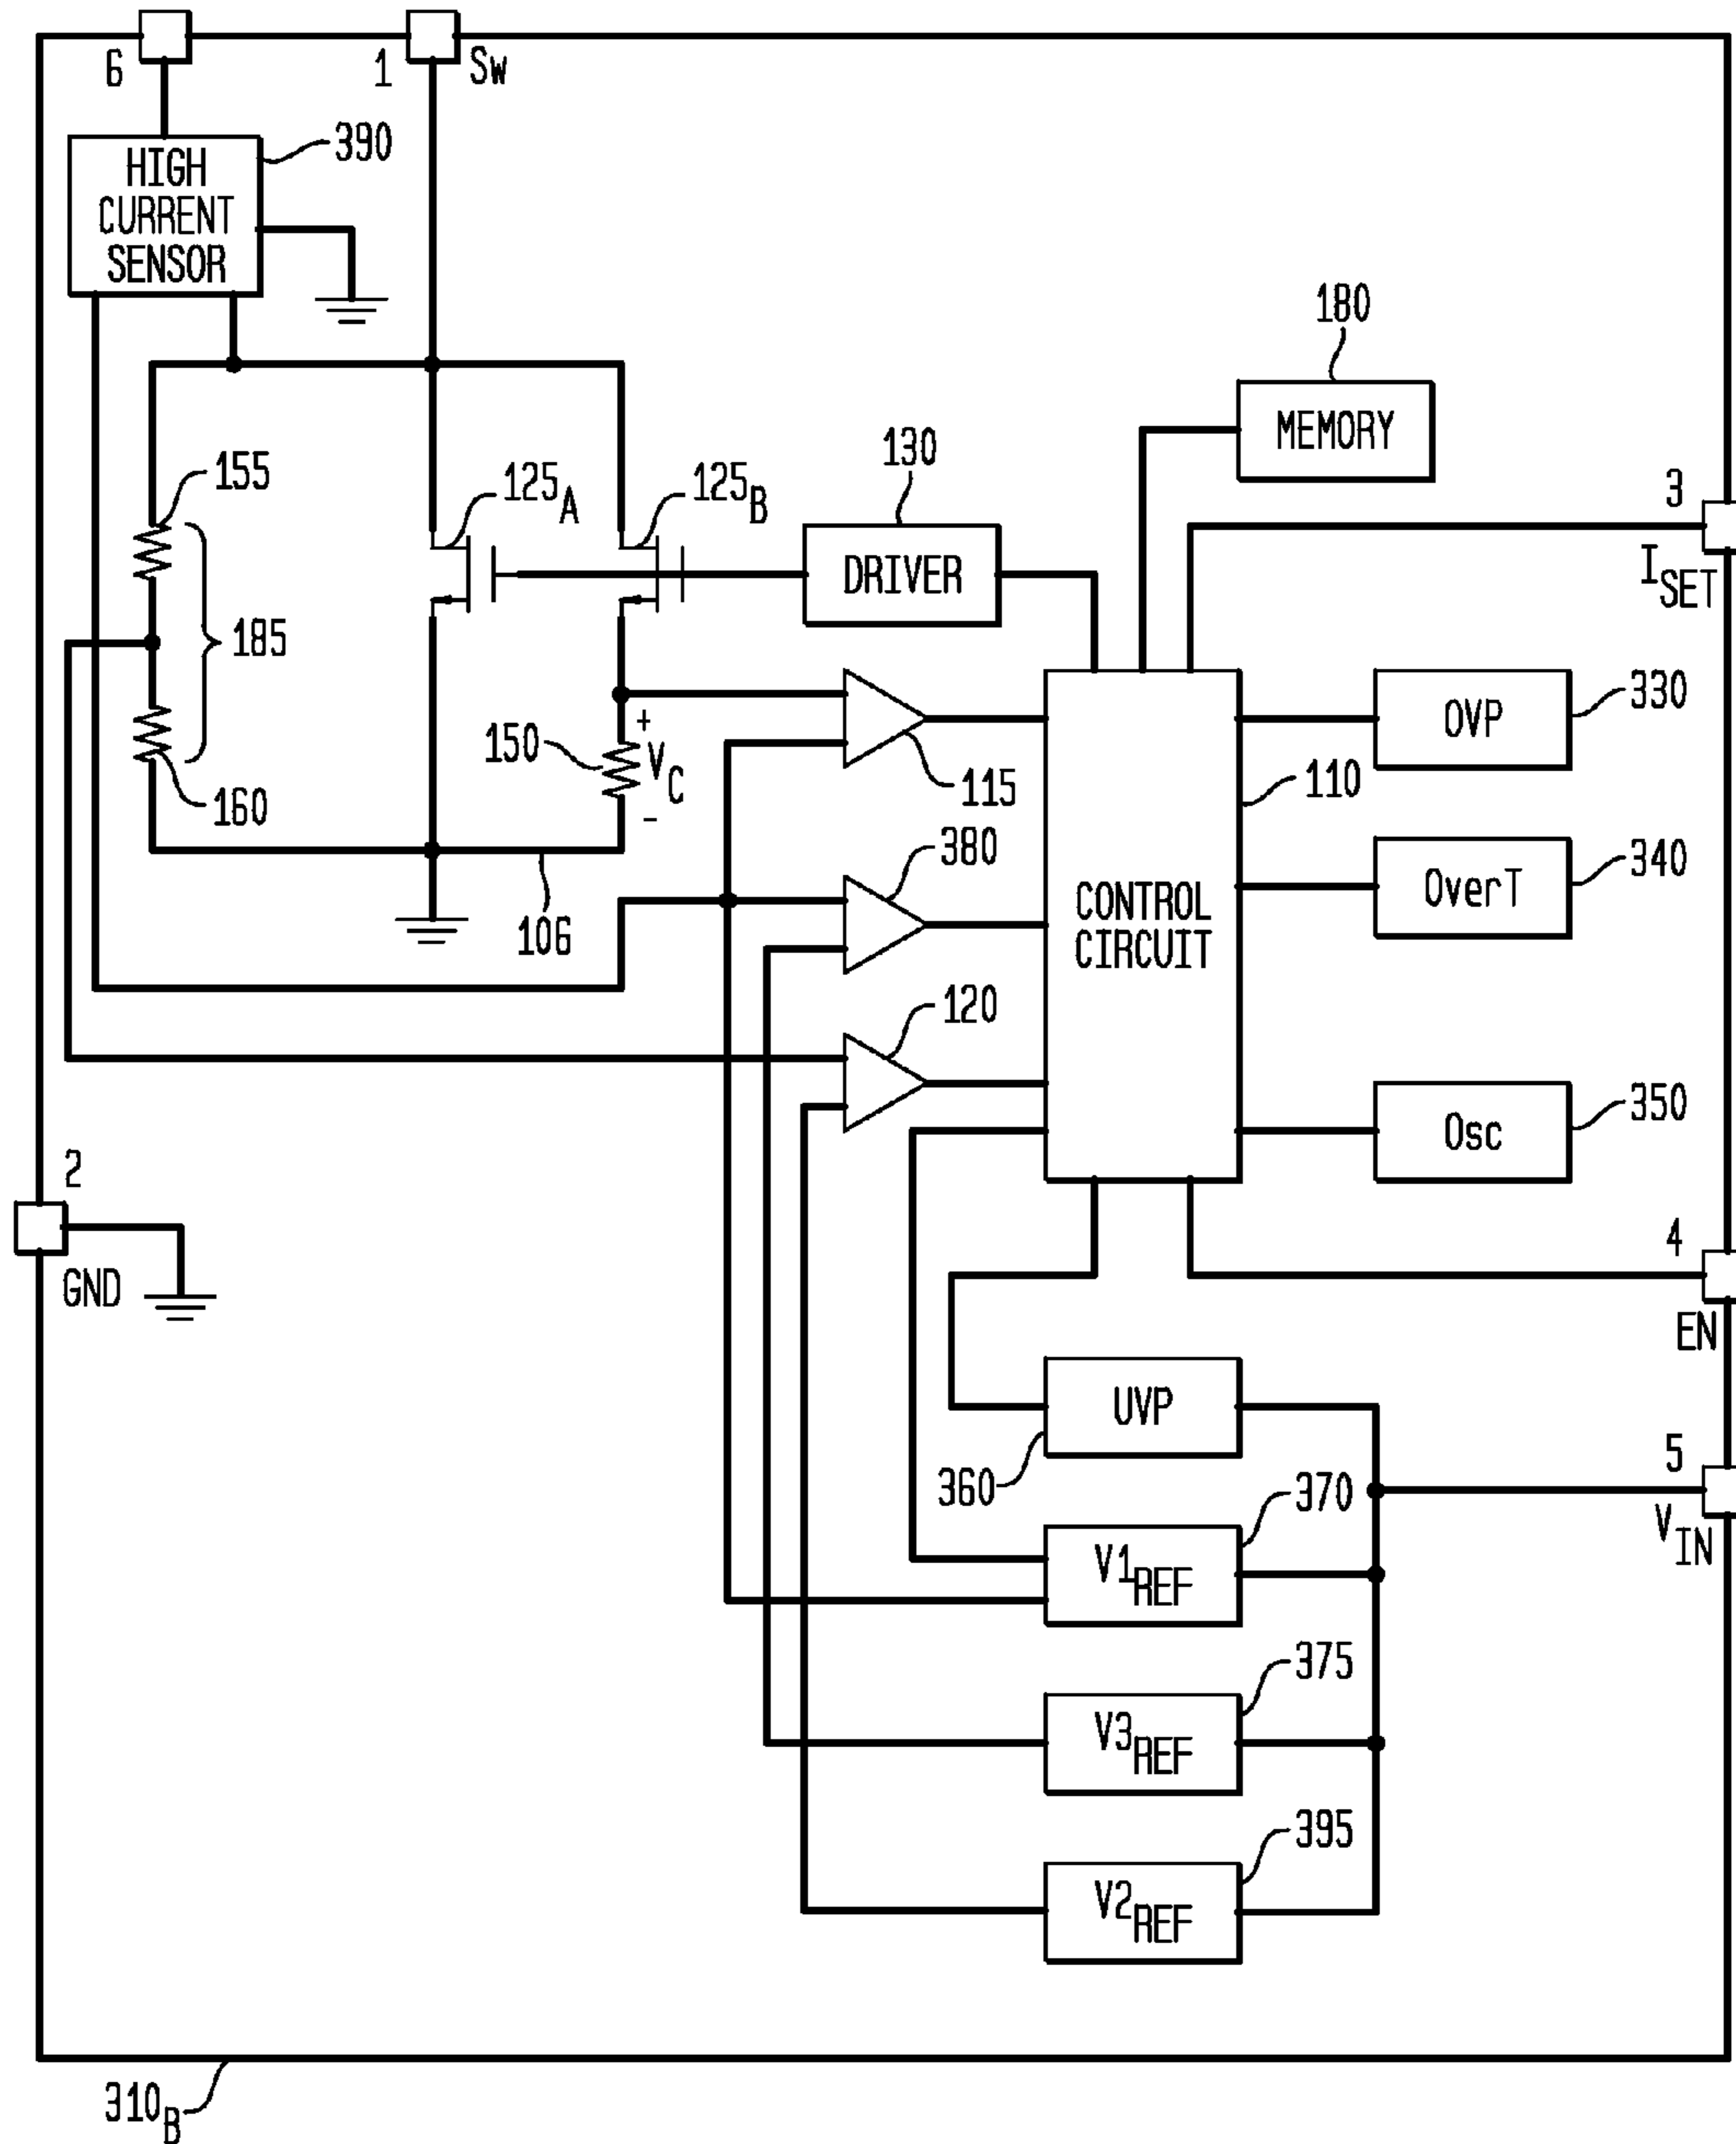 6
1
Sw
HIGH
CURRENT
SENSOR
390
180
MEMORY
155
125A
125B
130
DRIVER
3
ISET
185
160
150
+
VC
-
115
OVP
330
110
380
106
CONTROL
CIRCUIT
OverT
340
120
Osc
350
2
GND
4
EN
UVP
360
5
VIN
370
V1REF
375
V3REF
395
V2REF
310B